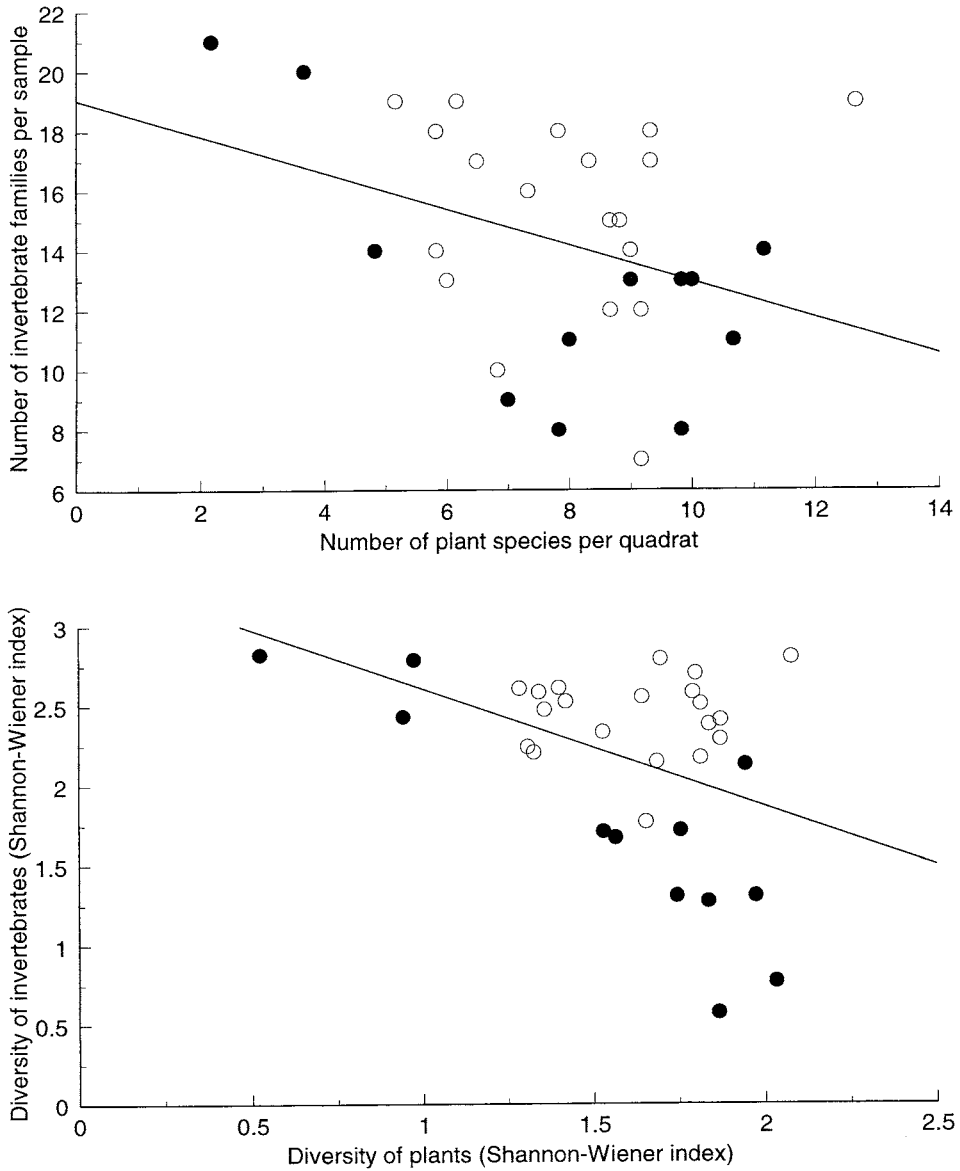 Number of invertebrate families per sample
22
20
18
16
14
12
10
8
6
0 2 4 6 8 10 12 14
Number of plant species per quadrat
Diversity of invertebrates (Shannon-Wiener index)
3
2.5
2
1.5
1
0.5
0
0 0.5 1 1.5 2 2.5
Diversity of plants (Shannon-Wiener index)